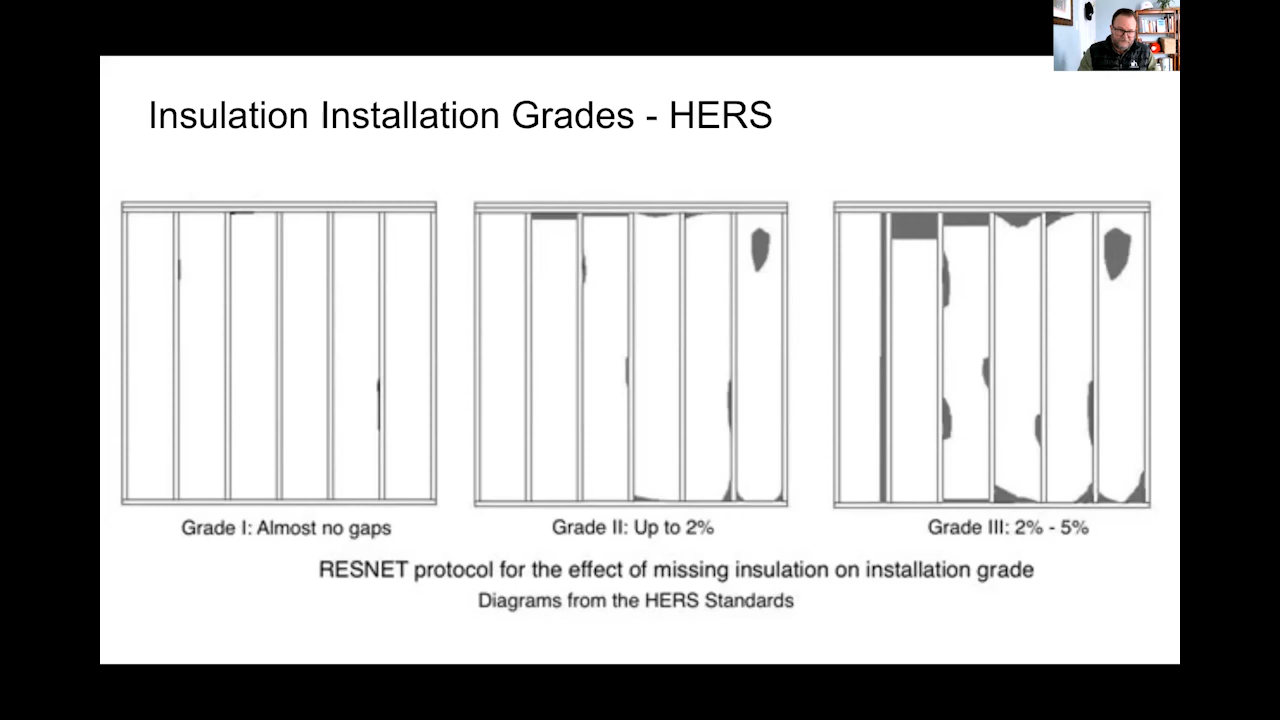 Insulation Installation Grades - HERS
Grade I: Almost no gaps
Grade II: Up to 2%
Grade III: 2% - 5%
RESNET protocol for the effect of missing insulation on installation grade
Diagrams from the HERS Standards